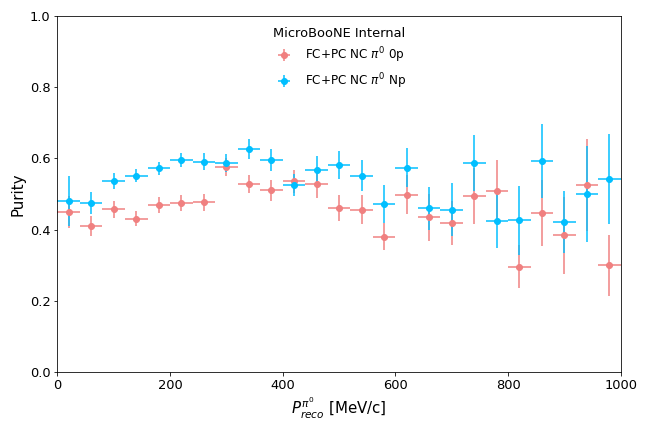 MicroBooNE Internal
FC+PC NC π⁰ 0p
FC+PC NC π⁰ Np
Purity
1.0
0.8
0.6
0.4
0.2
0.0
0 200 400 600 800 1000
P^{π⁰}_{reco} [MeV/c]